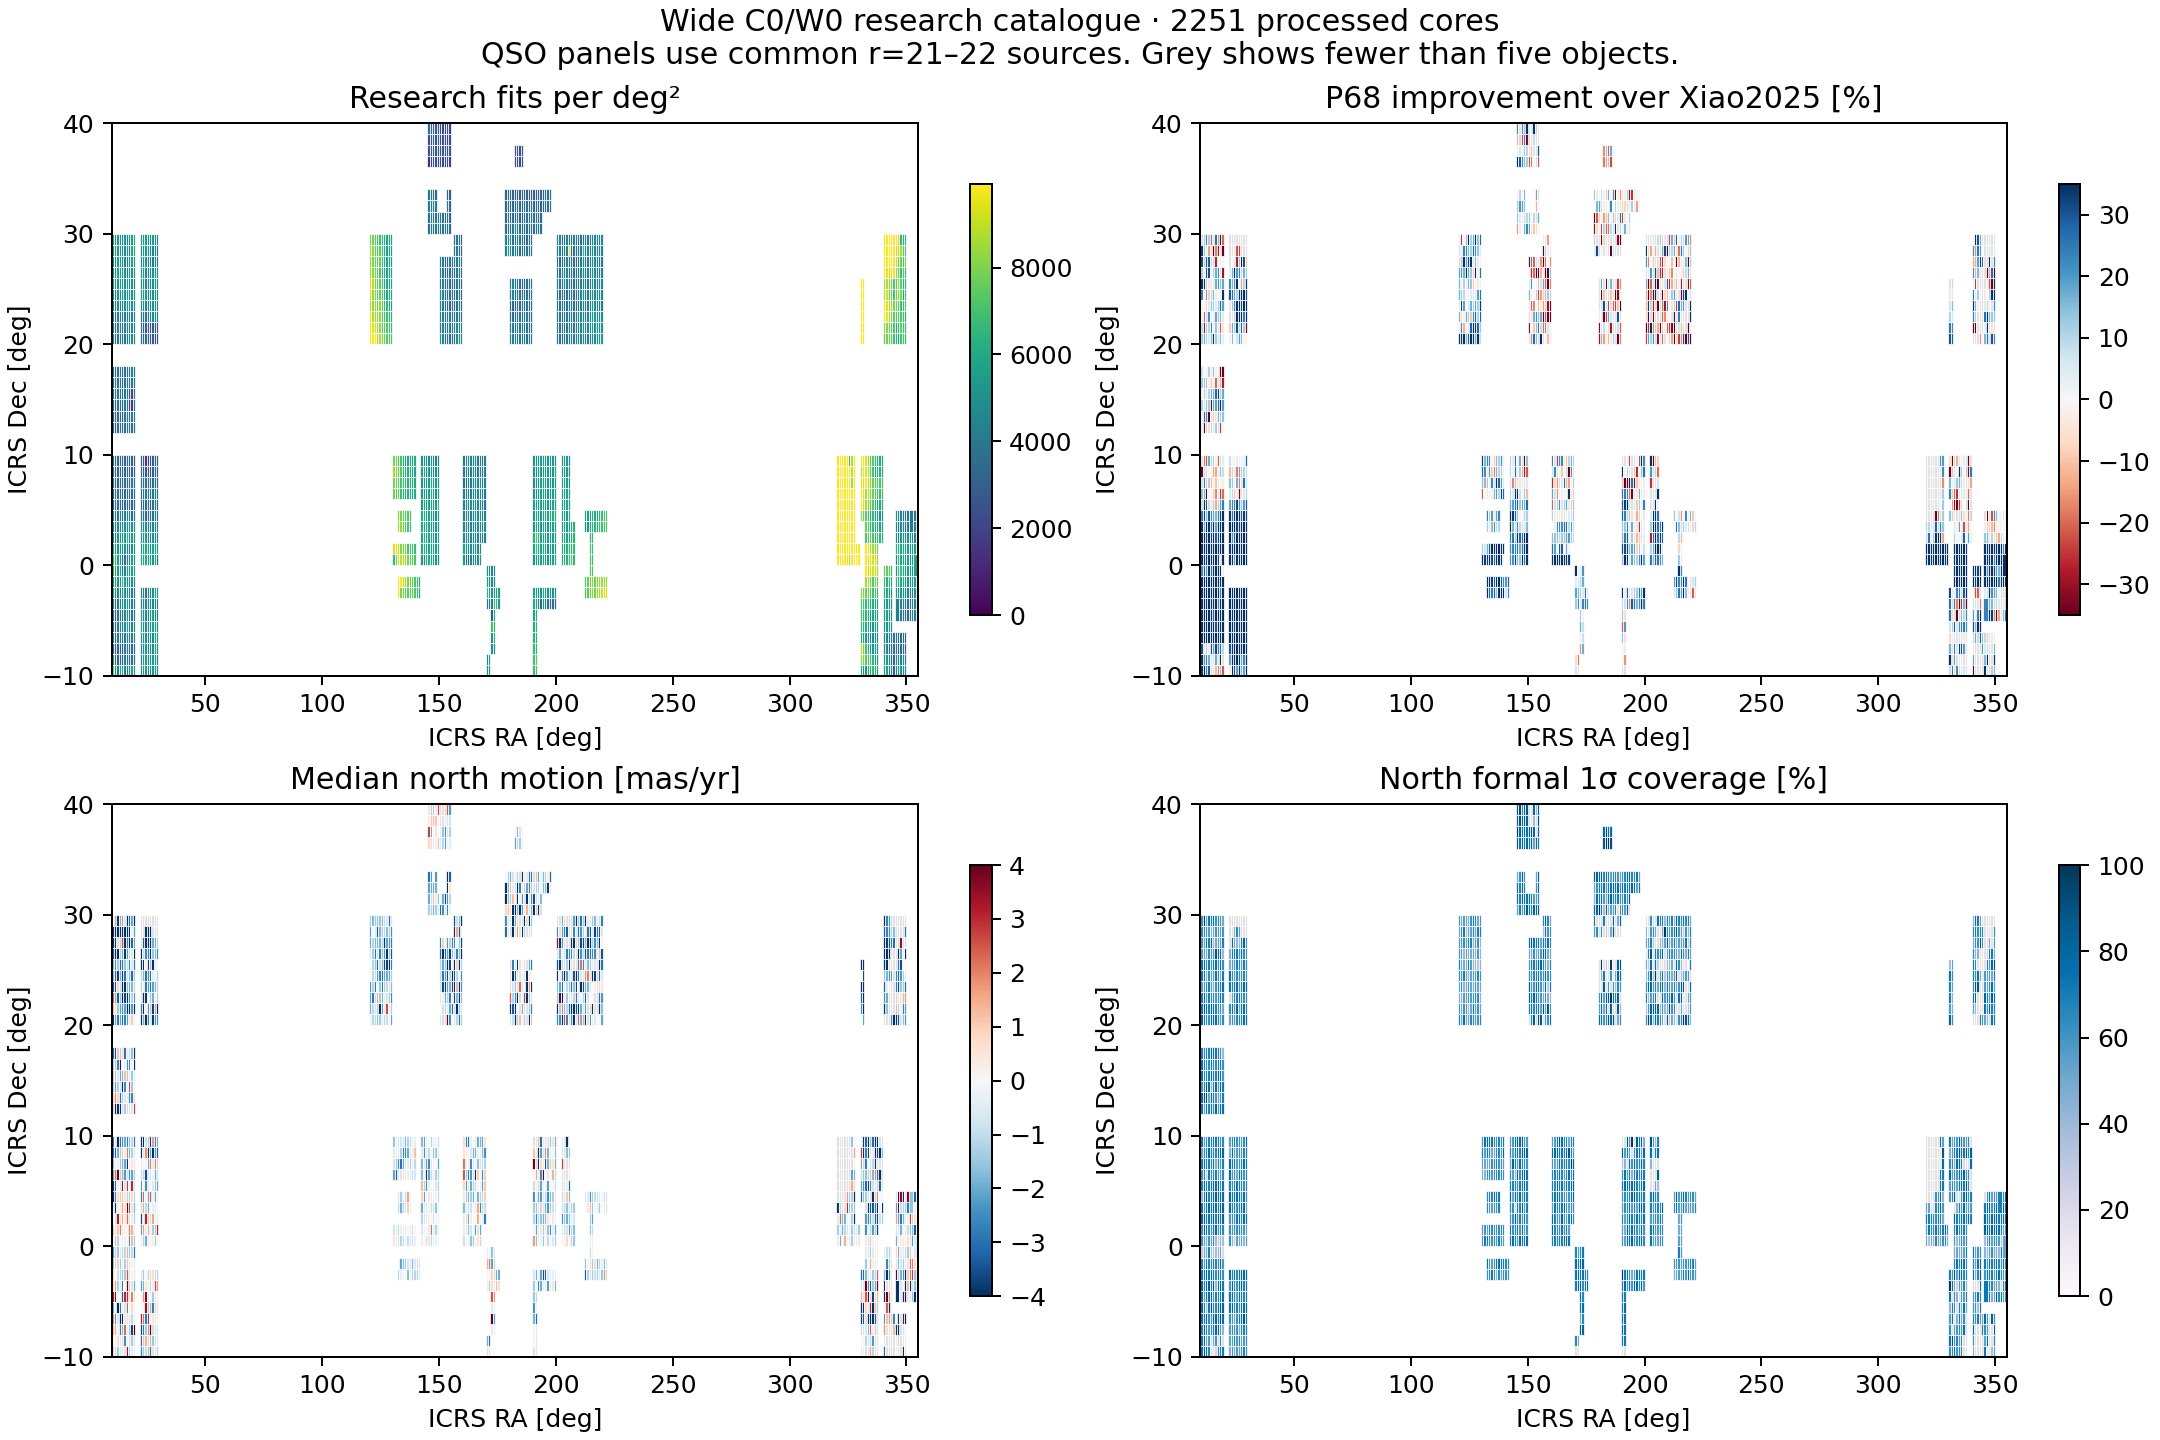 Wide C0/W0 research catalogue · 2251 processed cores
QSO panels use common r=21–22 sources. Grey shows fewer than five objects.
Research fits per deg²
40
30
20
10
0
−10
ICRS Dec [deg]
50 100 150 200 250 300 350
ICRS RA [deg]
8000
6000
4000
2000
0
P68 improvement over Xiao2025 [%]
40
30
20
10
0
−10
ICRS Dec [deg]
50 100 150 200 250 300 350
ICRS RA [deg]
30
20
10
0
−10
−20
−30
Median north motion [mas/yr]
40
30
20
10
0
−10
ICRS Dec [deg]
50 100 150 200 250 300 350
ICRS RA [deg]
4
3
2
1
0
−1
−2
−3
−4
North formal 1σ coverage [%]
40
30
20
10
0
−10
ICRS Dec [deg]
50 100 150 200 250 300 350
ICRS RA [deg]
100
80
60
40
20
0